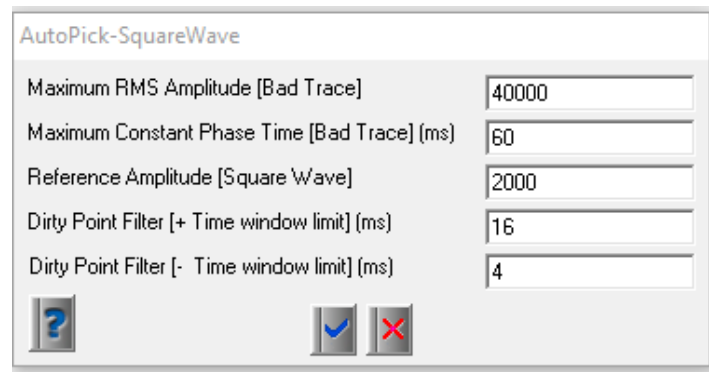 AutoPick-SquareWave
Maximum RMS Amplitude [Bad Trace] 40000
Maximum Constant Phase Time [Bad Trace] (ms) 60
Reference Amplitude [Square Wave] 2000
Dirty Point Filter [+ Time window limit] (ms) 16
Dirty Point Filter [-  Time window limit] (ms) 4
?